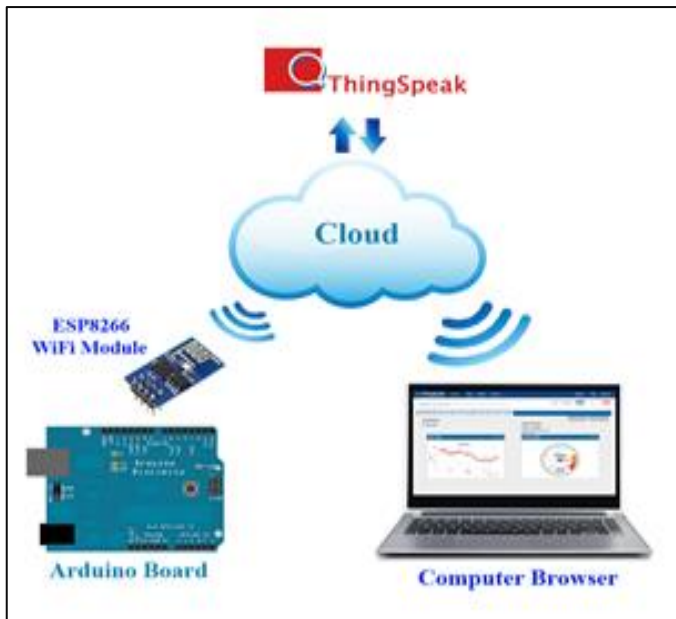 ThingSpeak
Cloud
ESP8266
WiFi Module
Arduino Board
Computer Browser